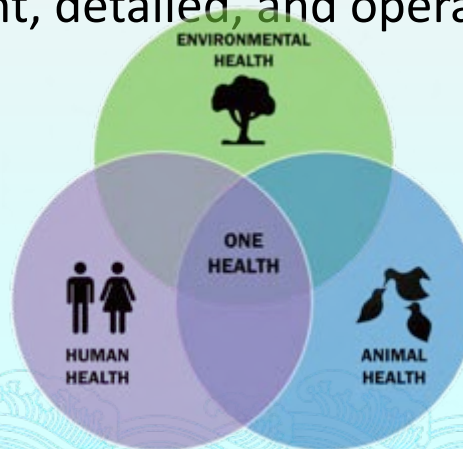 nt, detailed, and opera
ENVIRONMENTAL
HEALTH
ONE
HEALTH
HUMAN
HEALTH
ANIMAL
HEALTH